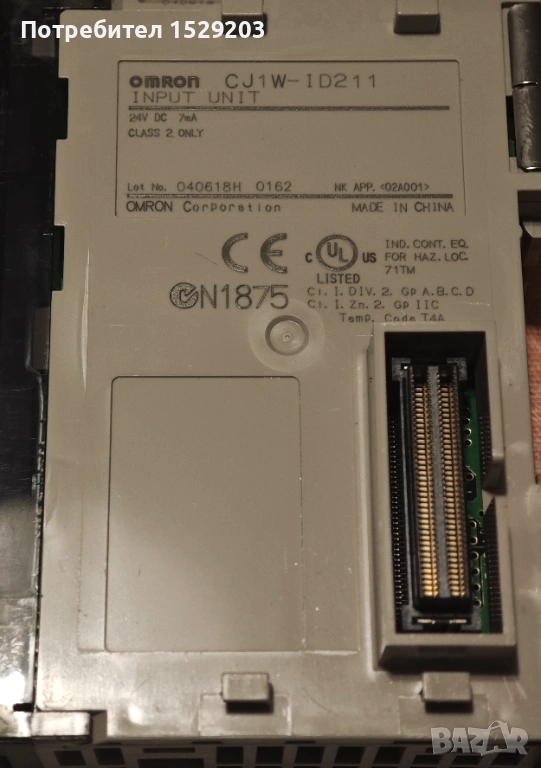 Потребител 1529203
OMRON CJ1W-ID211
INPUT UNIT
24V DC 7mA
CLASS 2 ONLY
Lot No. 040618H 0162 NK APP. <02A001>
OMRON Corporation MADE IN CHINA
CE
C UL US
LISTED
IND. CONT. EQ.
FOR HAZ. LOC.
71TM
N1875
Cl. I. DIV. 2. Gp A.B.C.D
Cl. I. Zn. 2. Gp IIC
Temp. Code T4A
BAZAR